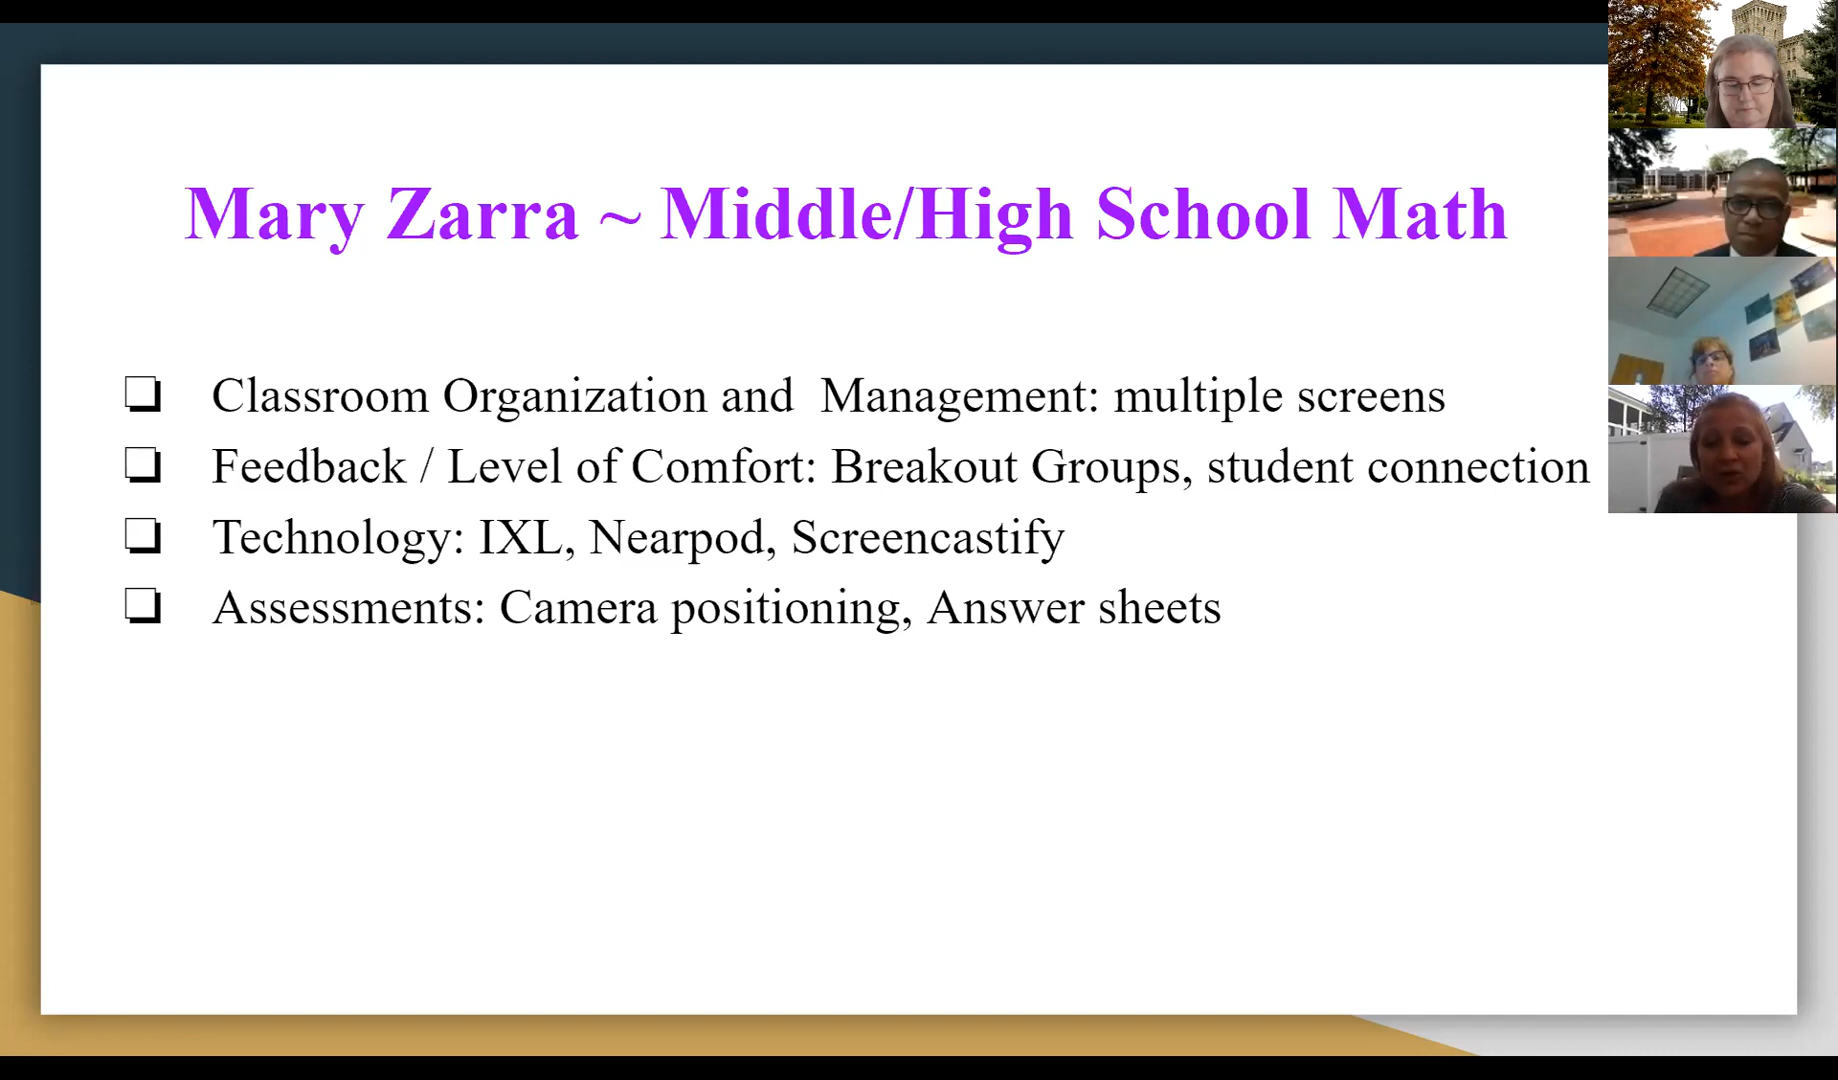 Mary Zarra ~ Middle/High School Math
❏ Classroom Organization and  Management: multiple screens
❏ Feedback / Level of Comfort: Breakout Groups, student connection
❏ Technology: IXL, Nearpod, Screencastify
❏ Assessments: Camera positioning, Answer sheets